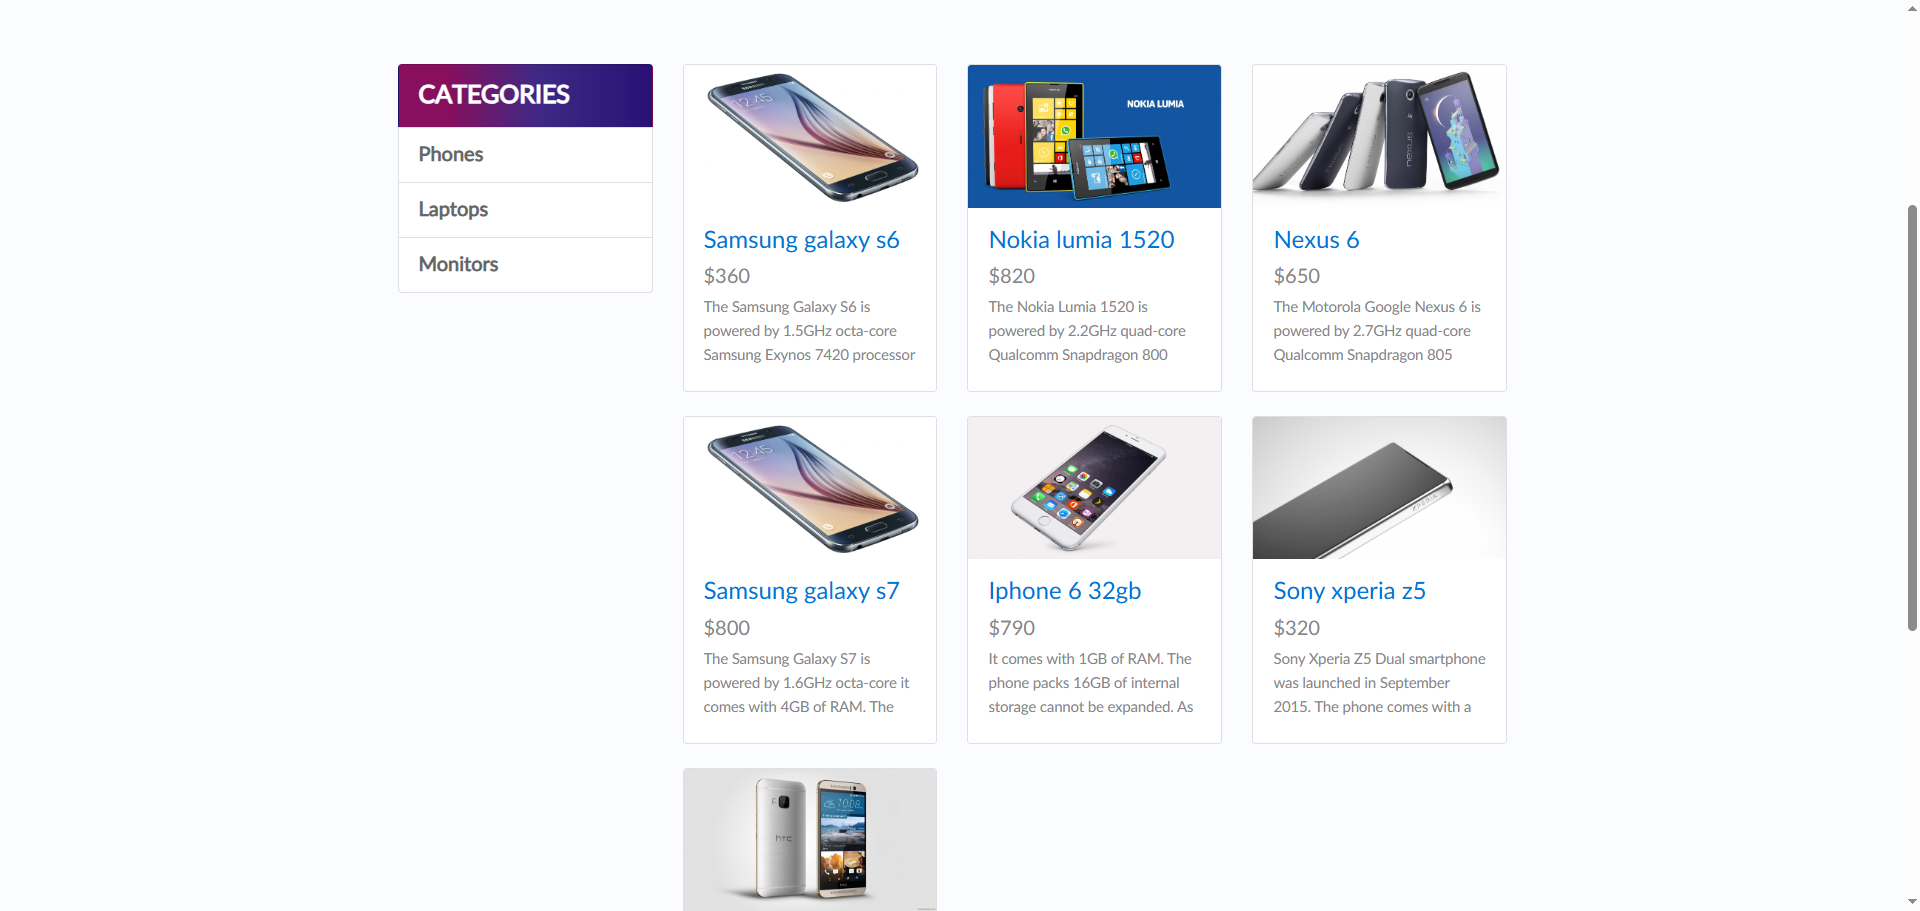 CATEGORIES
Phones
Laptops
Monitors
12:45
NOKIA LUMIA
nexus
Samsung galaxy s6
$360
The Samsung Galaxy S6 is
powered by 1.5GHz octa-core
Samsung Exynos 7420 processor
Nokia lumia 1520
$820
The Nokia Lumia 1520 is
powered by 2.2GHz quad-core
Qualcomm Snapdragon 800
Nexus 6
$650
The Motorola Google Nexus 6 is
powered by 2.7GHz quad-core
Qualcomm Snapdragon 805
12:45
XPERIA
Samsung galaxy s7
$800
The Samsung Galaxy S7 is
powered by 1.6GHz octa-core it
comes with 4GB of RAM. The
Iphone 6 32gb
$790
It comes with 1GB of RAM. The
phone packs 16GB of internal
storage cannot be expanded. As
Sony xperia z5
$320
Sony Xperia Z5 Dual smartphone
was launched in September
2015. The phone comes with a
hTC
10:08